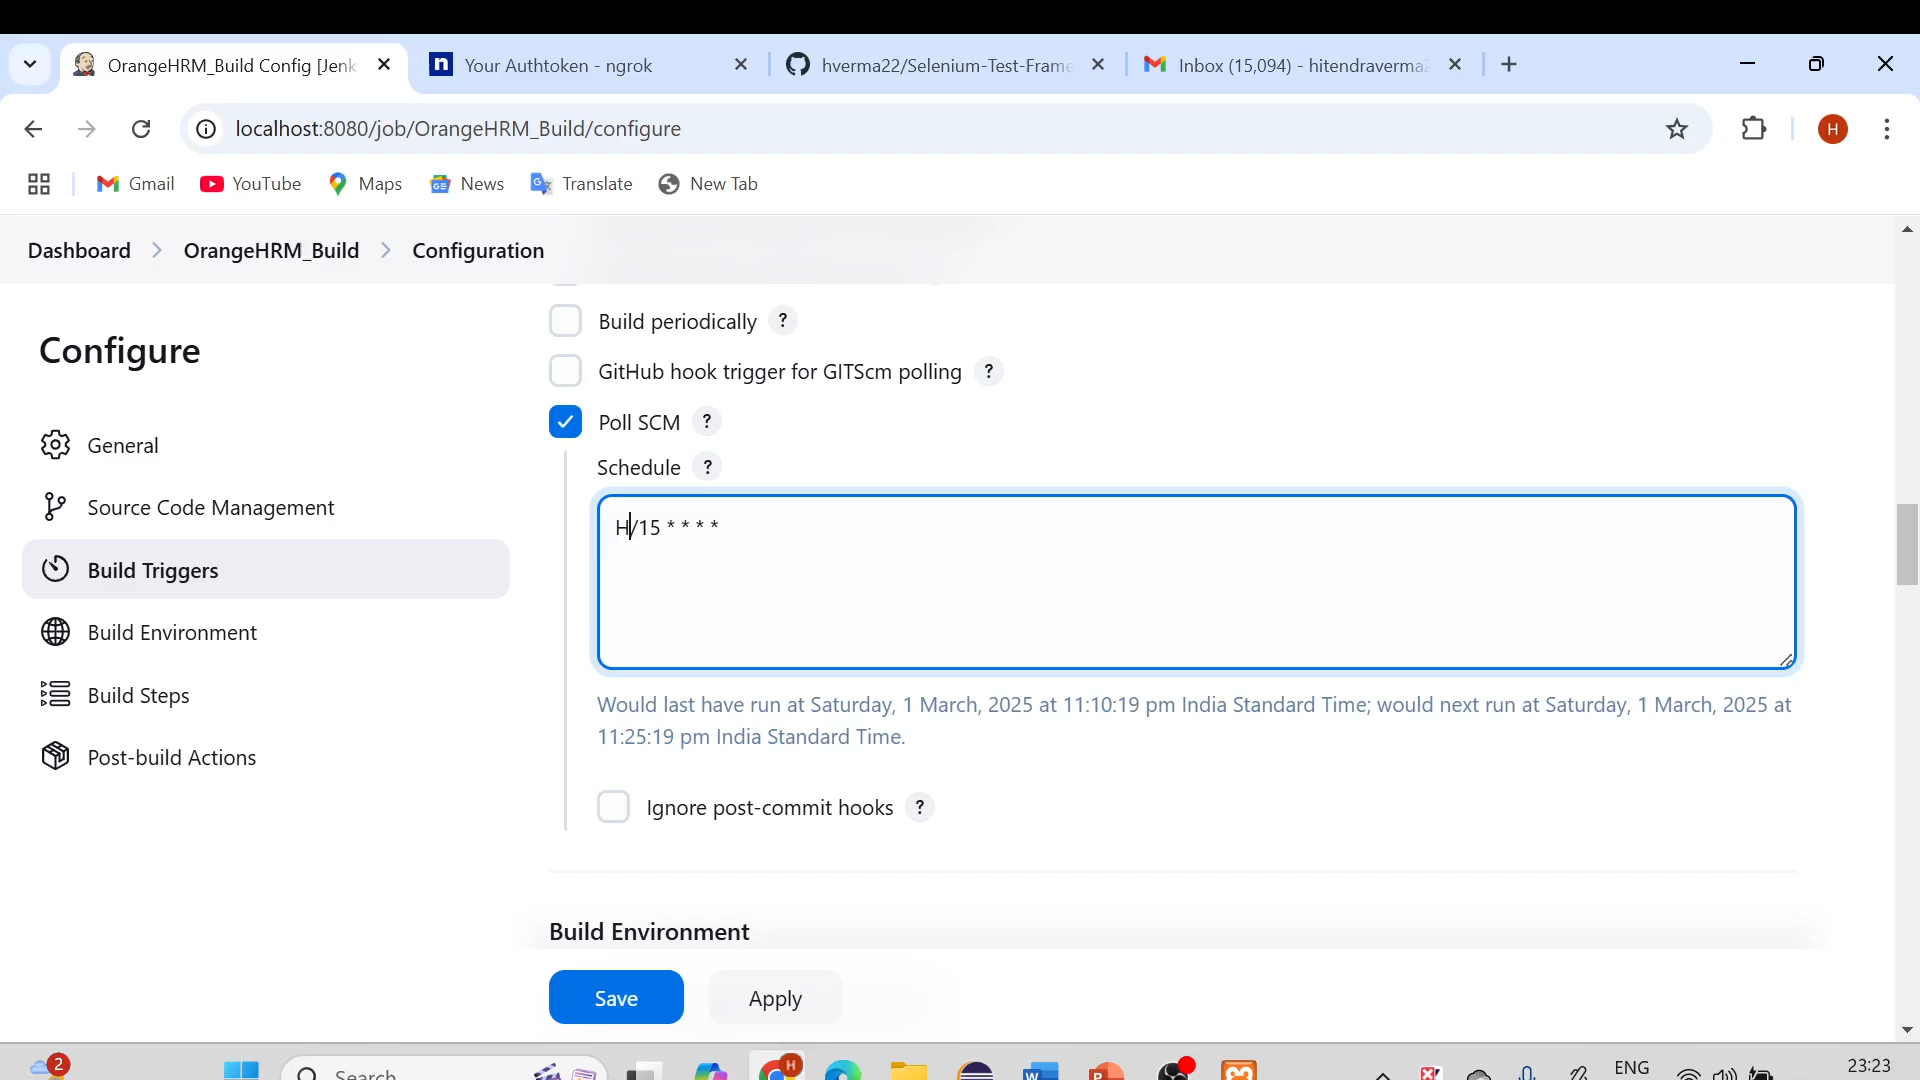 OrangeHRM_Build Config [Jenk
Your Authtoken - ngrok
hverma22/Selenium-Test-Frame
Inbox (15,094) - hitendraverma2
localhost:8080/job/OrangeHRM_Build/configure
H
Gmail
YouTube
Maps
News
Translate
New Tab
Dashboard
OrangeHRM_Build
Configuration
Configure
General
Source Code Management
Build Triggers
Build Environment
Build Steps
Post-build Actions
Build periodically ?
GitHub hook trigger for GITScm polling ?
Poll SCM ?
Schedule ?
H/15 * * * *
Would last have run at Saturday, 1 March, 2025 at 11:10:19 pm India Standard Time; would next run at Saturday, 1 March, 2025 at
11:25:19 pm India Standard Time.
Ignore post-commit hooks ?
Build Environment
Save
Apply
2
Search
H
ENG
23:23